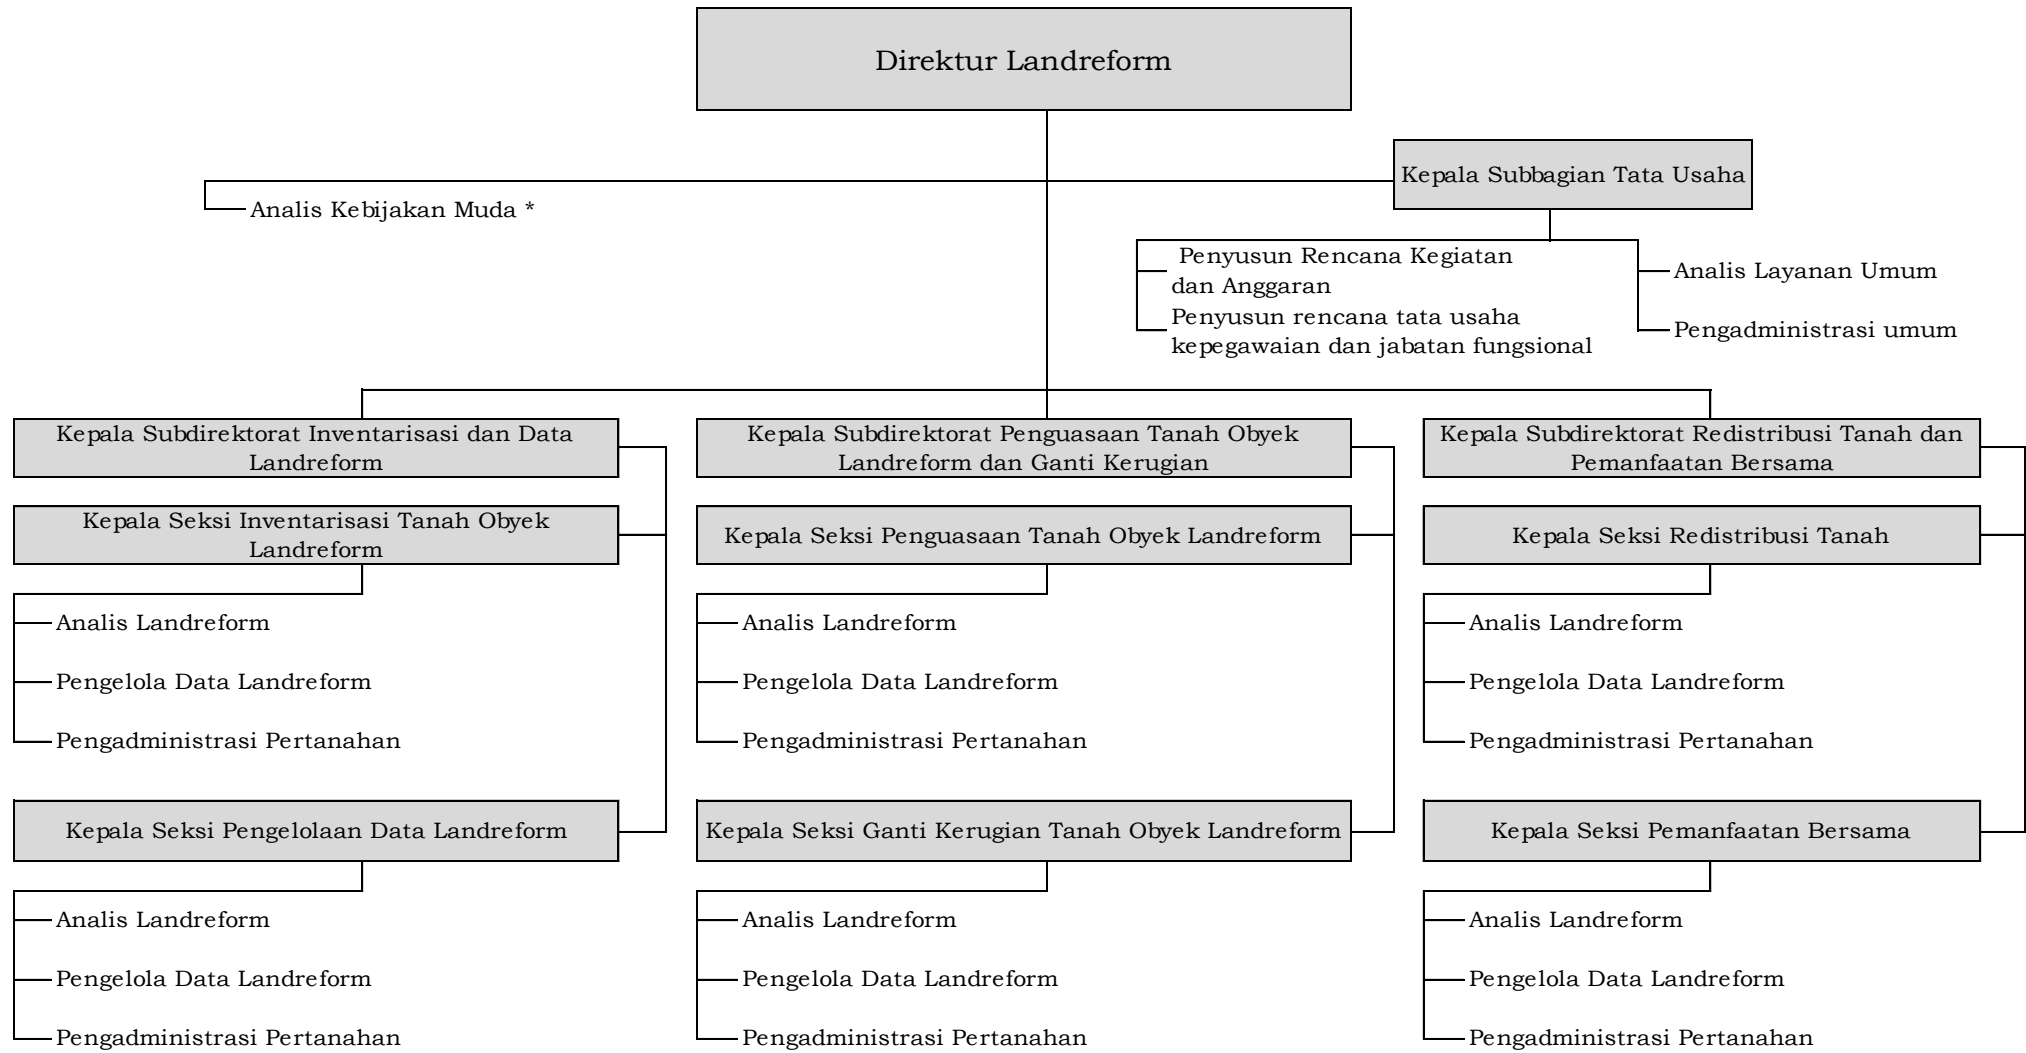 Direktur Landreform
Kepala Subbagian Tata Usaha
Analis Kebijakan Muda *
Penyusun Rencana Kegiatan
dan Anggaran
Penyusun rencana tata usaha
kepegawaian dan jabatan fungsional
Analis Layanan Umum
Pengadministrasi umum
Kepala Subdirektorat Inventarisasi dan Data
Landreform
Kepala Seksi Inventarisasi Tanah Obyek
Landreform
Analis Landreform
Pengelola Data Landreform
Pengadministrasi Pertanahan
Kepala Seksi Pengelolaan Data Landreform
Analis Landreform
Pengelola Data Landreform
Pengadministrasi Pertanahan
Kepala Subdirektorat Penguasaan Tanah Obyek
Landreform dan Ganti Kerugian
Kepala Seksi Penguasaan Tanah Obyek Landreform
Analis Landreform
Pengelola Data Landreform
Pengadministrasi Pertanahan
Kepala Seksi Ganti Kerugian Tanah Obyek Landreform
Analis Landreform
Pengelola Data Landreform
Pengadministrasi Pertanahan
Kepala Subdirektorat Redistribusi Tanah dan
Pemanfaatan Bersama
Kepala Seksi Redistribusi Tanah
Analis Landreform
Pengelola Data Landreform
Pengadministrasi Pertanahan
Kepala Seksi Pemanfaatan Bersama
Analis Landreform
Pengelola Data Landreform
Pengadministrasi Pertanahan